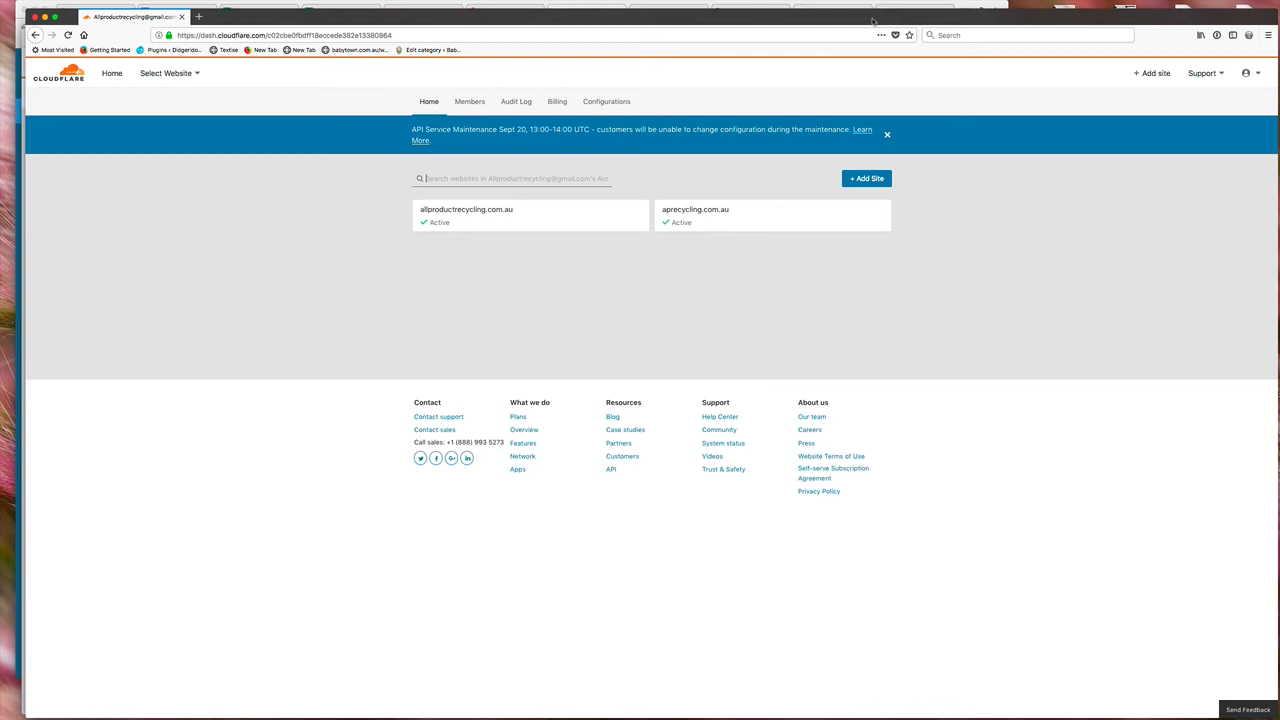 Allproductrecycling@gmail.com
https://dash.cloudflare.com/c02cbe0fbdff18eccede382e13380864
Search
Most Visited
Getting Started
Plugins ‹ Didgerido...
Textise
New Tab
New Tab
babytown.com.au/w...
Edit category ‹ Bab...
CLOUDFLARE
Home
Select Website
+ Add site
Support
Home
Members
Audit Log
Billing
Configurations
API Service Maintenance Sept 20, 13:00-14:00 UTC - customers will be unable to change configuration during the maintenance. Learn
More.
Search websites in Allproductrecycling@gmail.com's Acc
+ Add Site
allproductrecycling.com.au
Active
aprecycling.com.au
Active
Contact
Contact support
Contact sales
Call sales: +1 (888) 993 5273
What we do
Plans
Overview
Features
Network
Apps
Resources
Blog
Case studies
Partners
Customers
API
Support
Help Center
Community
System status
Videos
Trust & Safety
About us
Our team
Careers
Press
Website Terms of Use
Self-serve Subscription
Agreement
Privacy Policy
Send Feedback